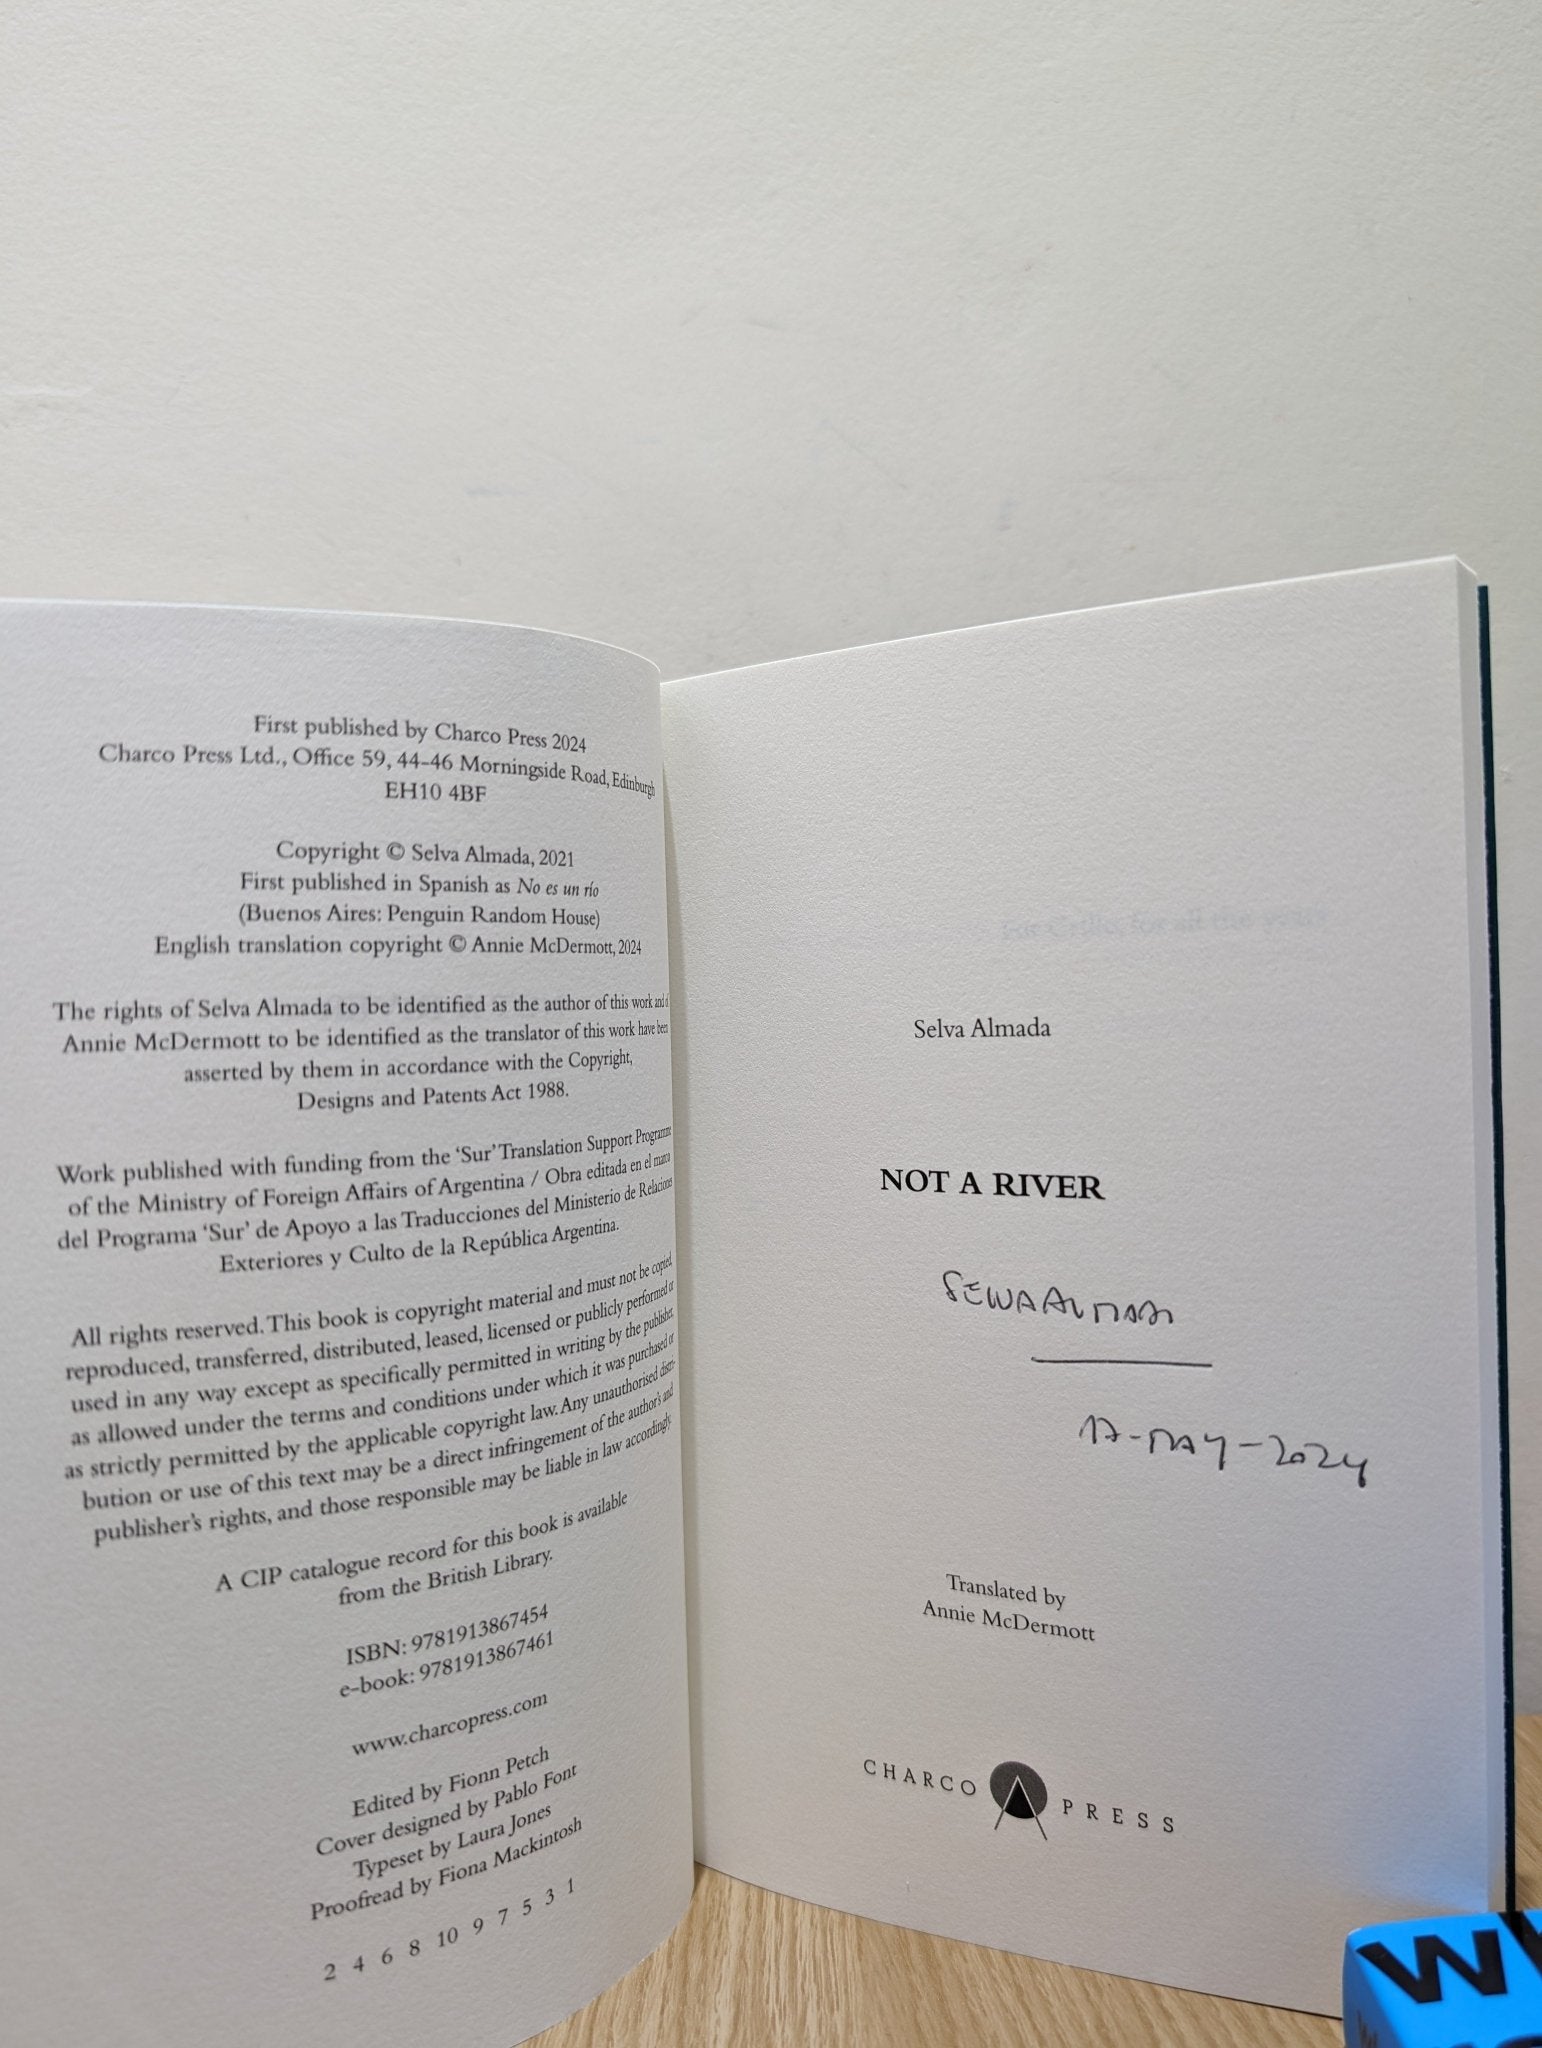 First published by Charco Press 2024
Charco Press Ltd., Office 59, 44-46 Morningside Road, Edinburgh
EH10 4BF
Copyright © Selva Almada, 2021
First published in Spanish as No es un río
(Buenos Aires: Penguin Random House)
English translation copyright © Annie McDermott, 2024
The rights of Selva Almada to be identified as the author of this work and of
Annie McDermott to be identified as the translator of this work have been
asserted by them in accordance with the Copyright,
Designs and Patents Act 1988.
Work published with funding from the ‘Sur’ Translation Support Programme
of the Ministry of Foreign Affairs of Argentina / Obra editada en el marco
del Programa ‘Sur’ de Apoyo a las Traducciones del Ministerio de Relaciones
Exteriores y Culto de la República Argentina.
All rights reserved. This book is copyright material and must not be copied,
reproduced, transferred, distributed, leased, licensed or publicly performed or
used in any way except as specifically permitted in writing by the publisher,
as allowed under the terms and conditions under which it was purchased or
as strictly permitted by the applicable copyright law. Any unauthorised distri-
bution or use of this text may be a direct infringement of the author’s and
publisher’s rights, and those responsible may be liable in law accordingly.
A CIP catalogue record for this book is available
from the British Library.
ISBN: 9781913867454
e-book: 9781913867461
www.charcopress.com
Edited by Fionn Petch
Cover designed by Pablo Font
Typeset by Laura Jones
Proofread by Fiona Mackintosh
2 4 6 8 10 9 7 5 3 1
Selva Almada
NOT A RIVER
SELVA ALMADA
17-MAY-2024
Translated by
Annie McDermott
CHARCO PRESS